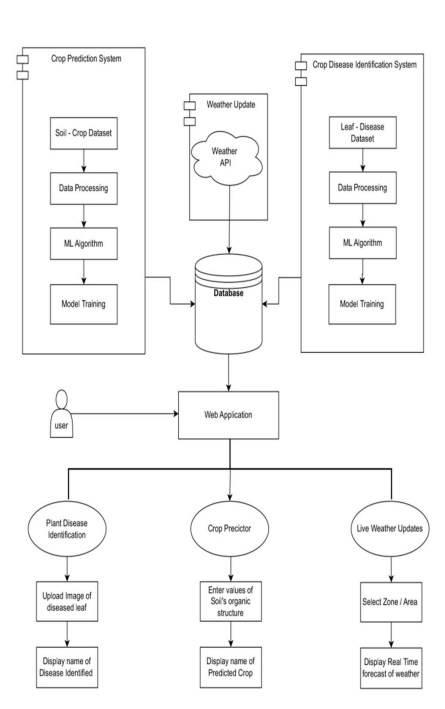 Crop Prediction System
Soil - Crop Dataset
Data Processing
ML Algorithm
Model Training
Weather Update
Weather
API
Crop Disease Identification System
Leaf - Disease
Dataset
Data Processing
ML Algorithm
Model Training
Database
user
Web Application
Plant Disease
Identification
Upload Image of
diseased leaf
Display name of
Disease Identified
Crop Precictor
Enter values of
Soil's organic
structure
Display name of
Predicted Crop
Live Weather Updates
Select Zone / Area
Display Real Time
forecast of weather